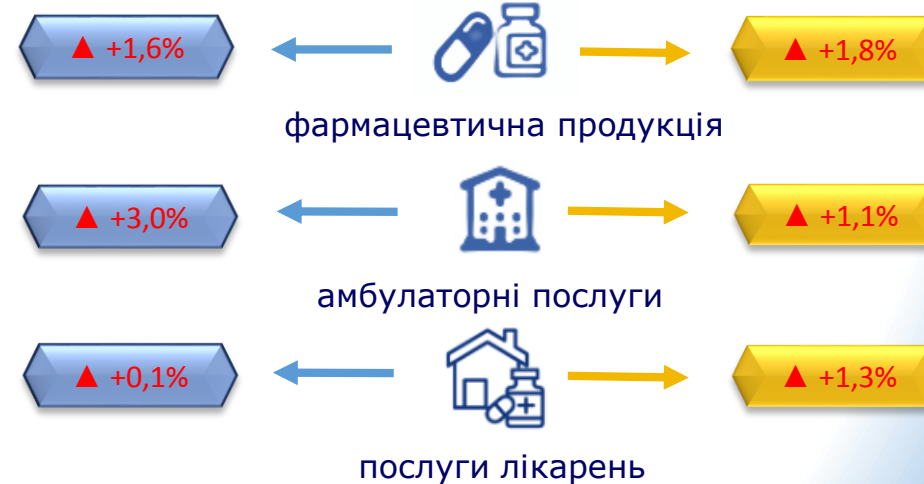 ▲ +1,6% ▲ +1,8%
фармацевтична продукція
▲ +3,0% ▲ +1,1%
амбулаторні послуги
▲ +0,1% ▲ +1,3%
послуги лікарень